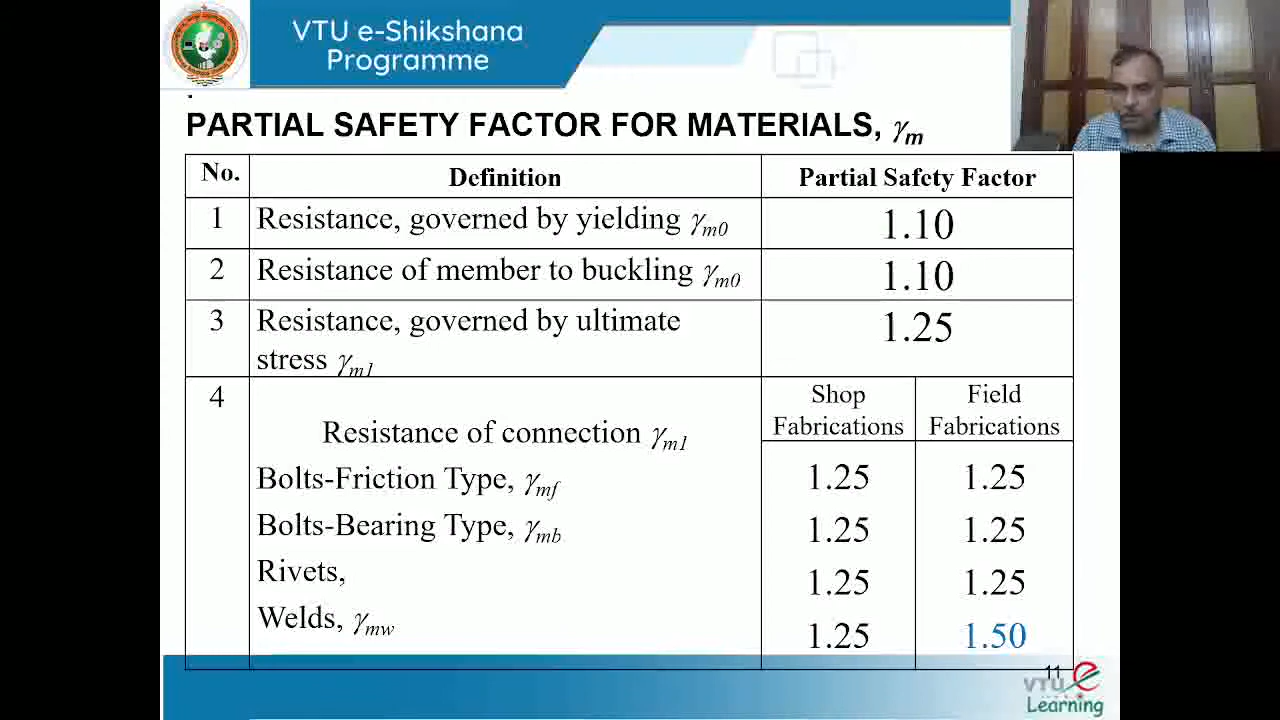 VTU e-Shikshana
Programme
.
PARTIAL SAFETY FACTOR FOR MATERIALS, γm
No. Definition Partial Safety Factor
1 Resistance, governed by yielding γm0 1.10
2 Resistance of member to buckling γm0 1.10
3 Resistance, governed by ultimate stress γm1 1.25
4 Resistance of connection γm1 Shop Fabrications Field Fabrications
Bolts-Friction Type, γmf 1.25 1.25
Bolts-Bearing Type, γmb 1.25 1.25
Rivets, 1.25 1.25
Welds, γmw 1.25 1.50
11
VTU e
Learning